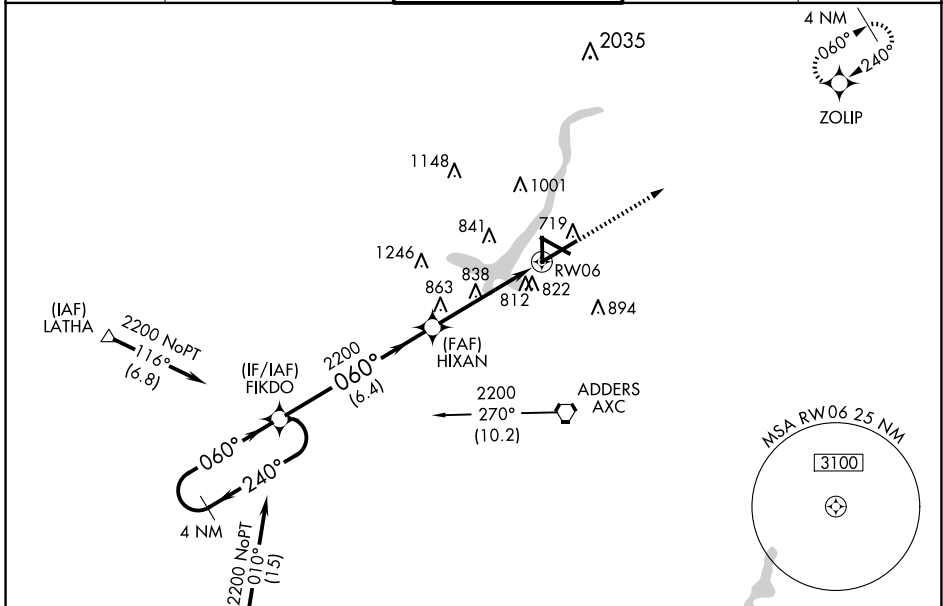 4 NM
060°
240°
ZOLIP
2035
1148
1001
841
719
1246
RW06
838
863
812
822
894
(IAF)
LATHA
2200 NoPT
116°
(6.8)
(IF/IAF)
FIKDO
2200
060°
(6.4)
(FAF)
HIXAN
2200
270°
(10.2)
ADDERS
AXC
060°
240°
4 NM
2200 NoPT
010°
(15)
MSA RW06 25 NM
3100